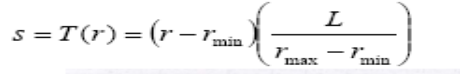 s = T(r) = (r − r_min)(L / (r_max − r_min))